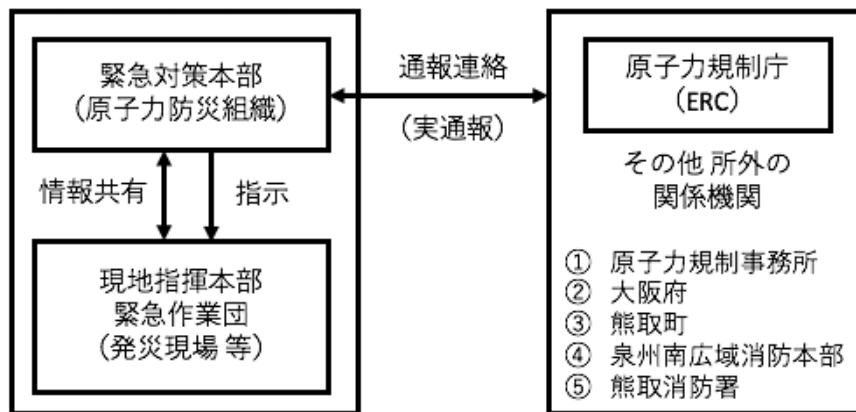 緊急対策本部
(原子力防災組織)
情報共有
指示
現地指揮本部
緊急作業団
(発災現場 等)
通報連絡
(実通報)
原子力規制庁
(ERC)
その他 所外の
関係機関
① 原子力規制事務所
② 大阪府
③ 熊取町
④ 泉州南広域消防本部
⑤ 熊取消防署